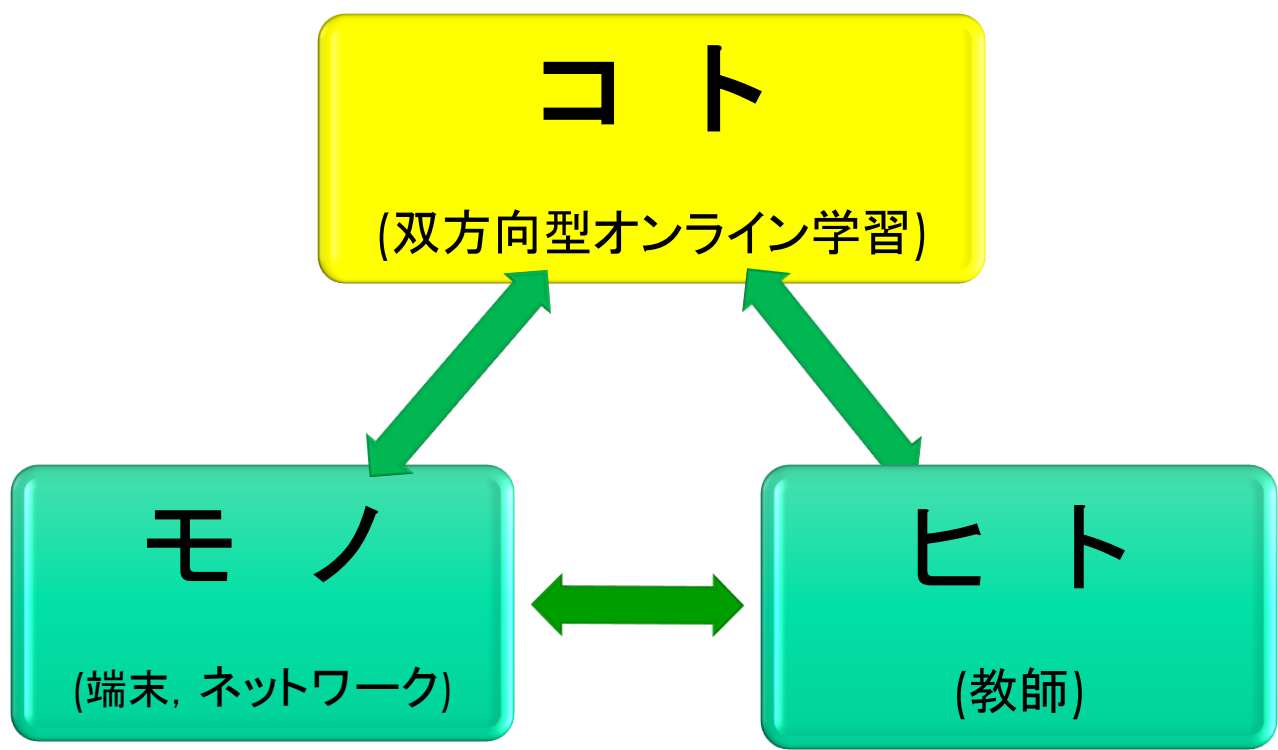 コ ト
(双方向型オンライン学習)
モ ノ
(端末, ネットワーク)
ヒ ト
(教師)